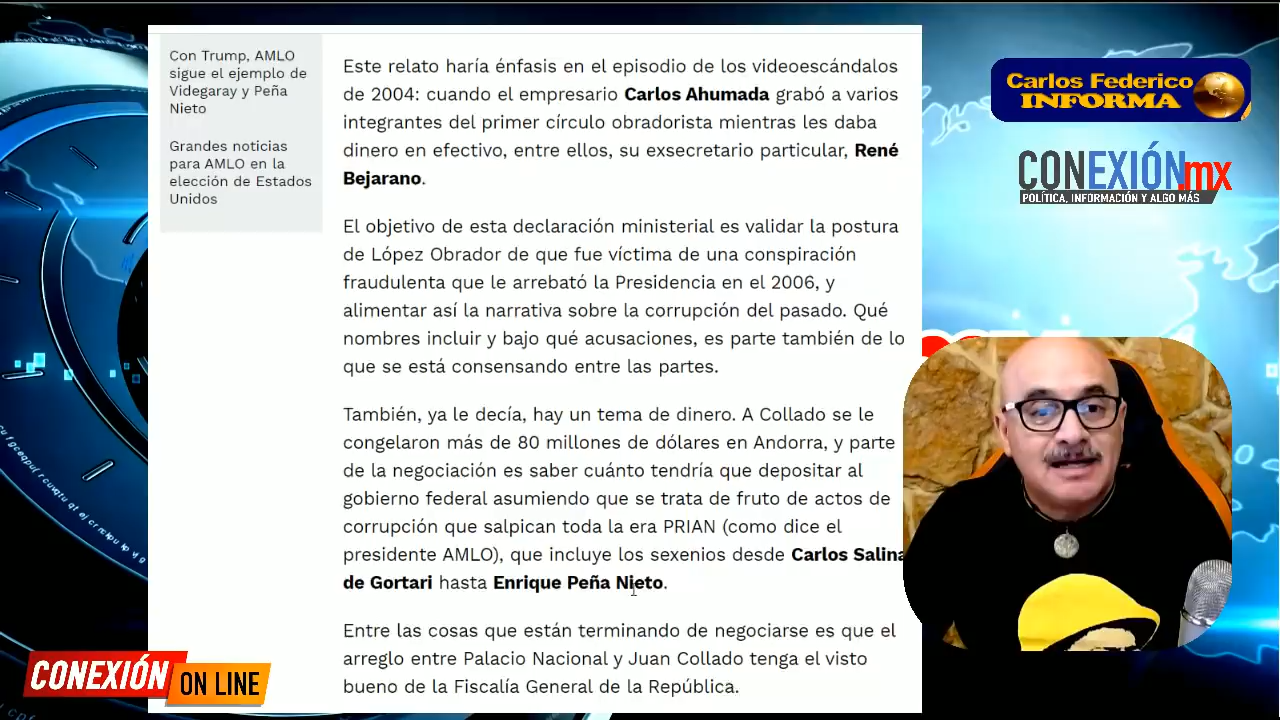 Con Trump, AMLO
sigue el ejemplo de
Videgaray y Peña
Nieto
Grandes noticias
para AMLO en la
elección de Estados
Unidos
Este relato haría énfasis en el episodio de los videoescándalos
de 2004: cuando el empresario Carlos Ahumada grabó a varios
integrantes del primer círculo obradorista mientras les daba
dinero en efectivo, entre ellos, su exsecretario particular, René
Bejarano.
El objetivo de esta declaración ministerial es validar la postura
de López Obrador de que fue víctima de una conspiración
fraudulenta que le arrebató la Presidencia en el 2006, y
alimentar así la narrativa sobre la corrupción del pasado. Qué
nombres incluir y bajo qué acusaciones, es parte también de lo
que se está consensando entre las partes.
También, ya le decía, hay un tema de dinero. A Collado se le
congelaron más de 80 millones de dólares en Andorra, y parte
de la negociación es saber cuánto tendría que depositar al
gobierno federal asumiendo que se trata de fruto de actos de
corrupción que salpican toda la era PRIAN (como dice el
presidente AMLO), que incluye los sexenios desde Carlos Salina
de Gortari hasta Enrique Peña Nieto.
Entre las cosas que están terminando de negociarse es que el
arreglo entre Palacio Nacional y Juan Collado tenga el visto
bueno de la Fiscalía General de la República.
Carlos Federico
INFORMA
CONEXIÓN.mx
POLÍTICA, INFORMACIÓN Y ALGO MÁS
CONEXIÓN
ON LINE